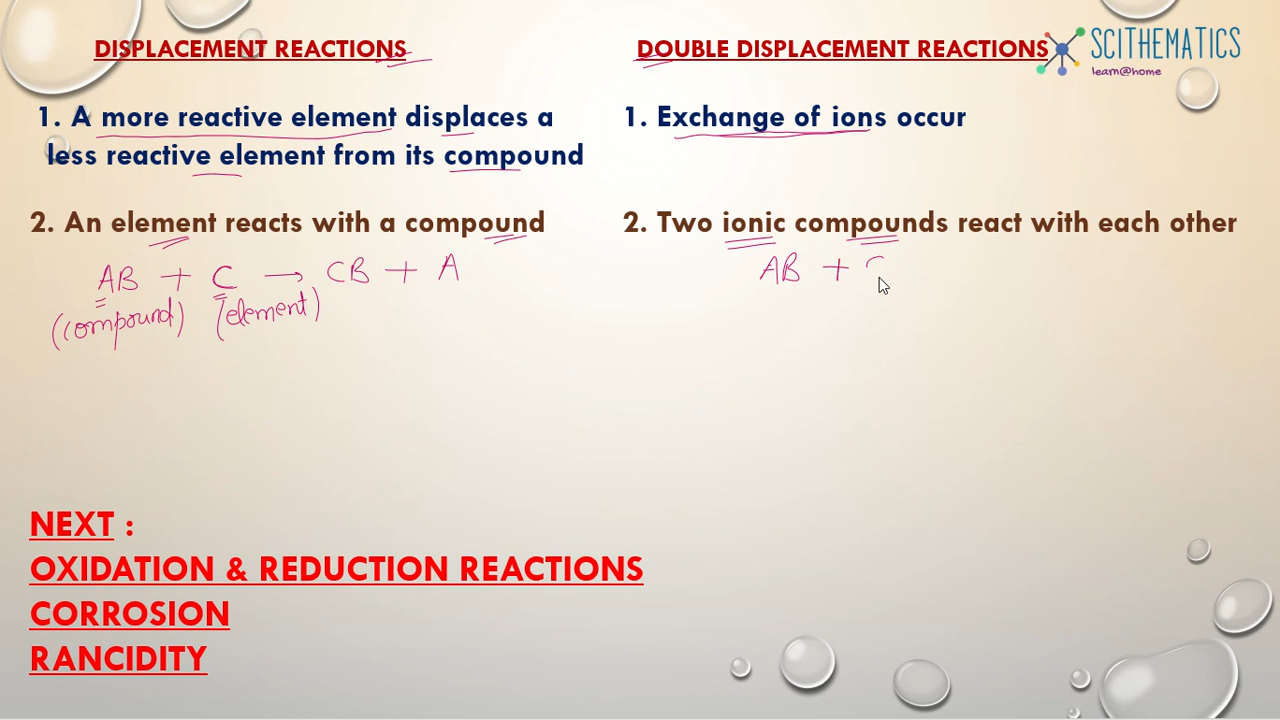 DISPLACEMENT REACTIONS
1. A more reactive element displaces a
less reactive element from its compound
2. An element reacts with a compound
AB + C → CB + A
(compound) (element)
DOUBLE DISPLACEMENT REACTIONS
SCITHEMATICS
learn@home
1. Exchange of ions occur
2. Two ionic compounds react with each other
AB +
NEXT :
OXIDATION & REDUCTION REACTIONS
CORROSION
RANCIDITY